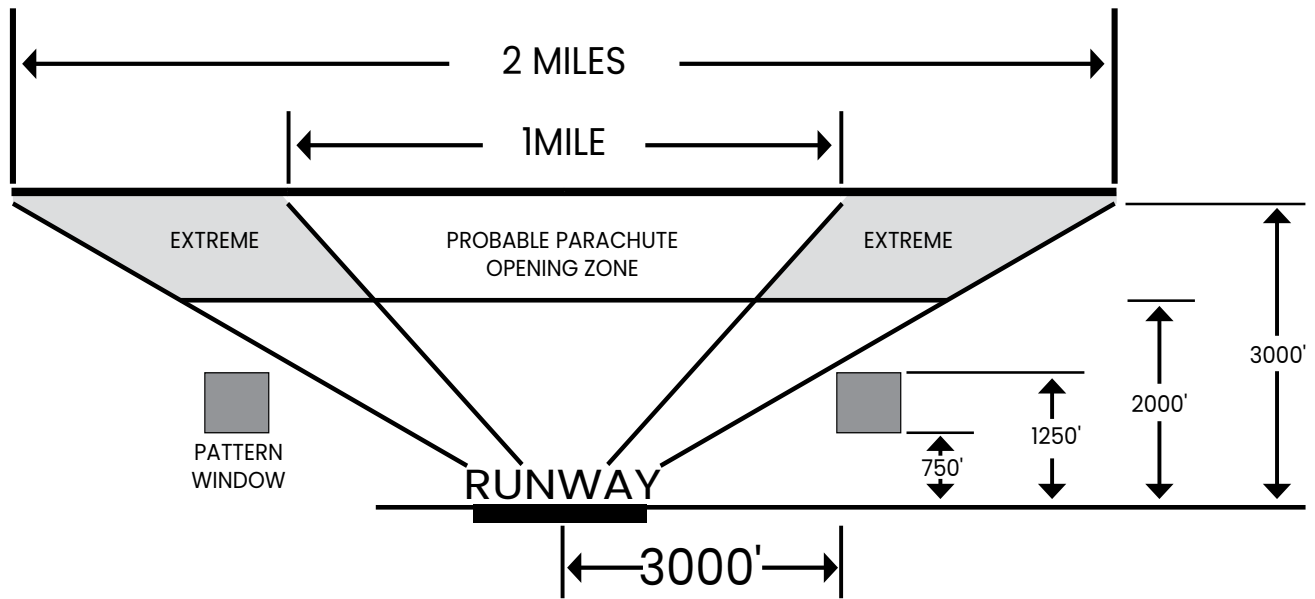 2 MILES
1MILE
EXTREME
PROBABLE PARACHUTE
OPENING ZONE
EXTREME
3000'
2000'
1250'
750'
PATTERN
WINDOW
RUNWAY
3000'